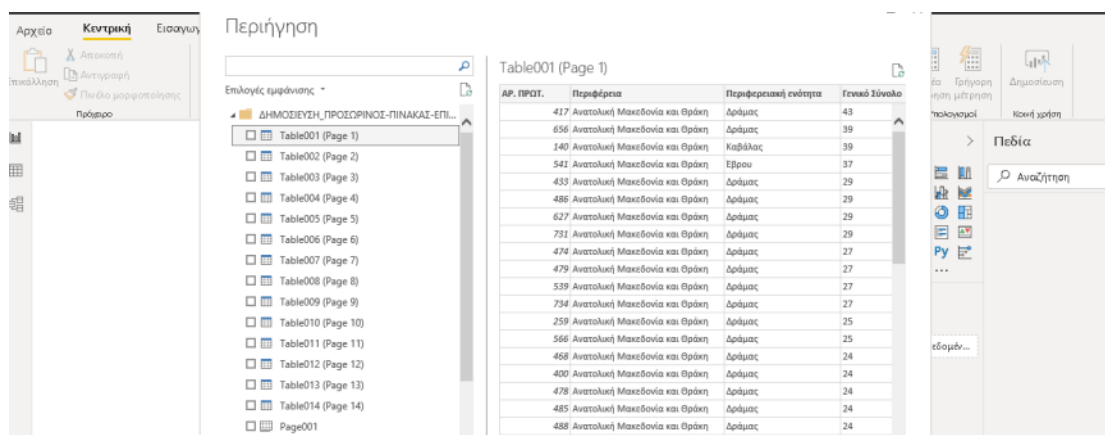 Αρχείο Κεντρική Εισαγωγ
Αποκοπή
Αντιγραφή
Πινέλο μορφοποίησης
Πρόχειρο
Περιήγηση
Επιλογές εμφάνισης
ΔΗΜΟΣΙΕΥΣΗ_ΠΡΟΣΩΡΙΝΟΣ-ΠΙΝΑΚΑΣ-ΕΠΙ...
Table001 (Page 1)
Table002 (Page 2)
Table003 (Page 3)
Table004 (Page 4)
Table005 (Page 5)
Table006 (Page 6)
Table007 (Page 7)
Table008 (Page 8)
Table009 (Page 9)
Table010 (Page 10)
Table011 (Page 11)
Table012 (Page 12)
Table013 (Page 13)
Table014 (Page 14)
Page001
Table001 (Page 1)
ΑΡ. ΠΡΩΤ. Περιφέρεια Περιφερειακή ενότητα Γενικό Σύνολο
417 Ανατολική Μακεδονία και Θράκη Δράμας 43
656 Ανατολική Μακεδονία και Θράκη Δράμας 39
140 Ανατολική Μακεδονία και Θράκη Καβάλας 39
541 Ανατολική Μακεδονία και Θράκη Εβρου 37
433 Ανατολική Μακεδονία και Θράκη Δράμας 29
486 Ανατολική Μακεδονία και Θράκη Δράμας 29
627 Ανατολική Μακεδονία και Θράκη Δράμας 29
731 Ανατολική Μακεδονία και Θράκη Δράμας 29
474 Ανατολική Μακεδονία και Θράκη Δράμας 27
479 Ανατολική Μακεδονία και Θράκη Δράμας 27
539 Ανατολική Μακεδονία και Θράκη Δράμας 27
734 Ανατολική Μακεδονία και Θράκη Δράμας 27
259 Ανατολική Μακεδονία και Θράκη Δράμας 25
566 Ανατολική Μακεδονία και Θράκη Δράμας 25
468 Ανατολική Μακεδονία και Θράκη Δράμας 24
400 Ανατολική Μακεδονία και Θράκη Δράμας 24
478 Ανατολική Μακεδονία και Θράκη Δράμας 24
485 Ανατολική Μακεδονία και Θράκη Δράμας 24
488 Ανατολική Μακεδονία και Θράκη Δράμας 24
Γρήγορη
μέτρηση
Δημοσίευση
Κοινή χρήση
Πεδία
Αναζήτηση
Py